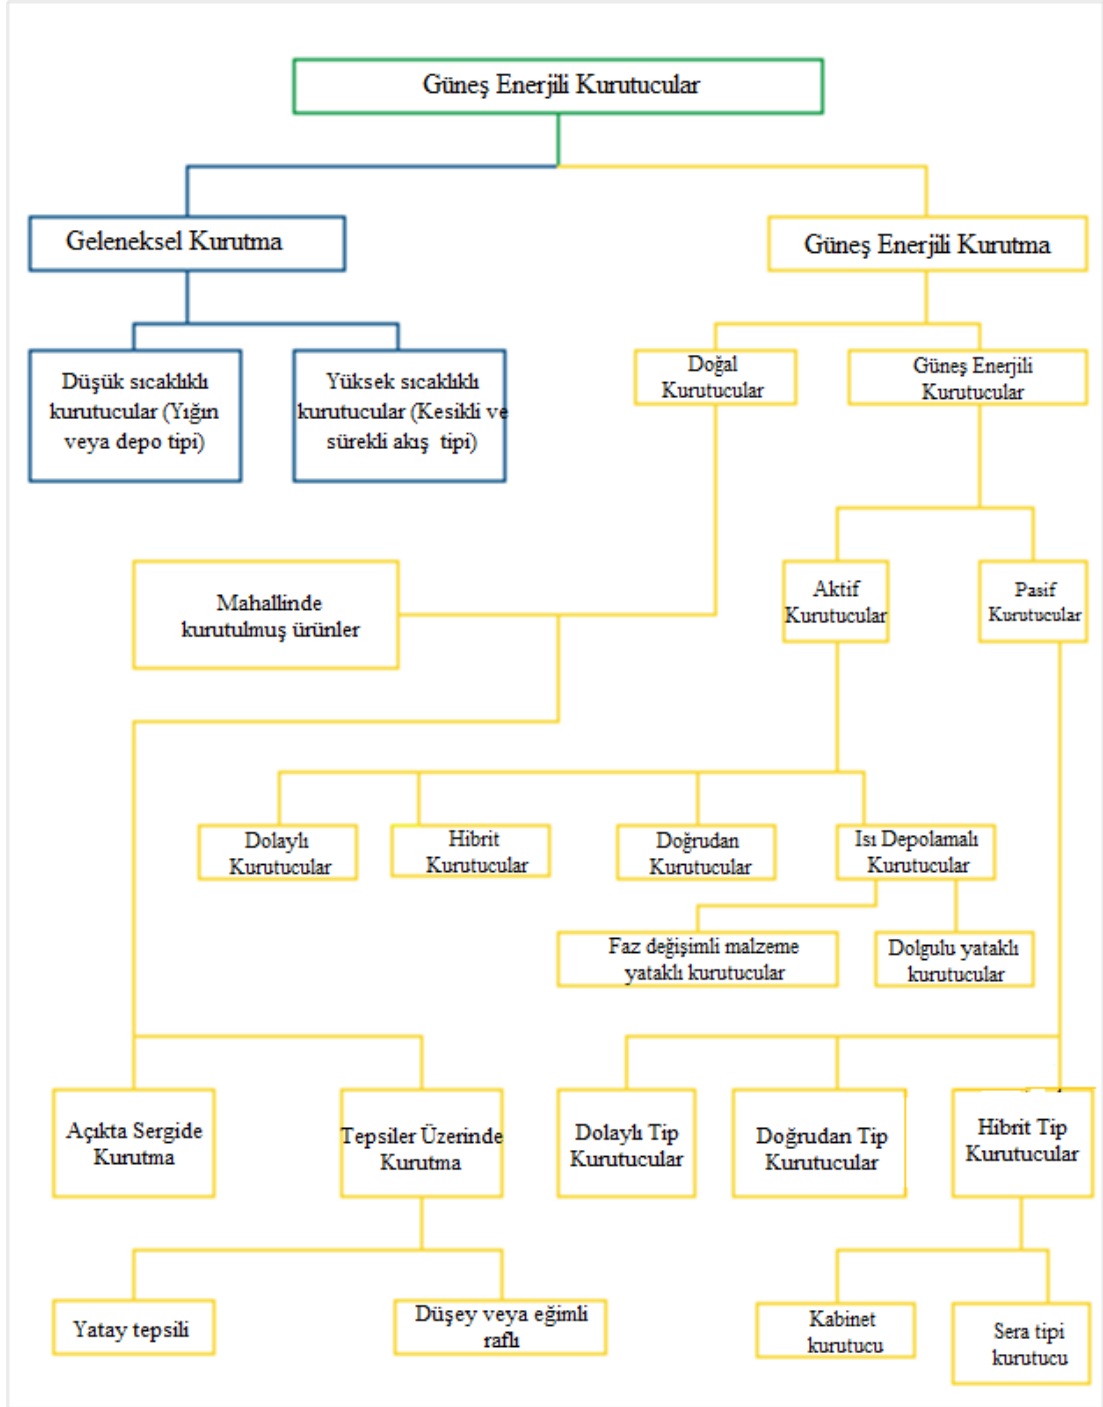 Güneş Enerjili Kurutucular
Geleneksel Kurutma
Güneş Enerjili Kurutma
Düşük sıcaklıklı
kurutucular (Yığın
veya depo tipi)
Yüksek sıcaklıklı
kurutucular (Kesikli ve
sürekli akış tipi)
Doğal
Kurutucular
Güneş Enerjili
Kurutucular
Mahallinde
kurutulmuş ürünler
Aktif
Kurutucular
Pasif
Kurutucular
Dolaylı
Kurutucular
Hibrit
Kurutucular
Doğrudan
Kurutucular
Isı Depolamalı
Kurutucular
Faz değişimli malzeme
yataklı kurutucular
Dolgulu yataklı
kurutucular
Açıkta Sergide
Kurutma
Tepsiler Üzerinde
Kurutma
Dolaylı Tip
Kurutucular
Doğrudan Tip
Kurutucular
Hibrit Tip
Kurutucular
Yatay tepsili
Düşey veya eğimli
raflı
Kabinet
kurutucu
Sera tipi
kurutucu